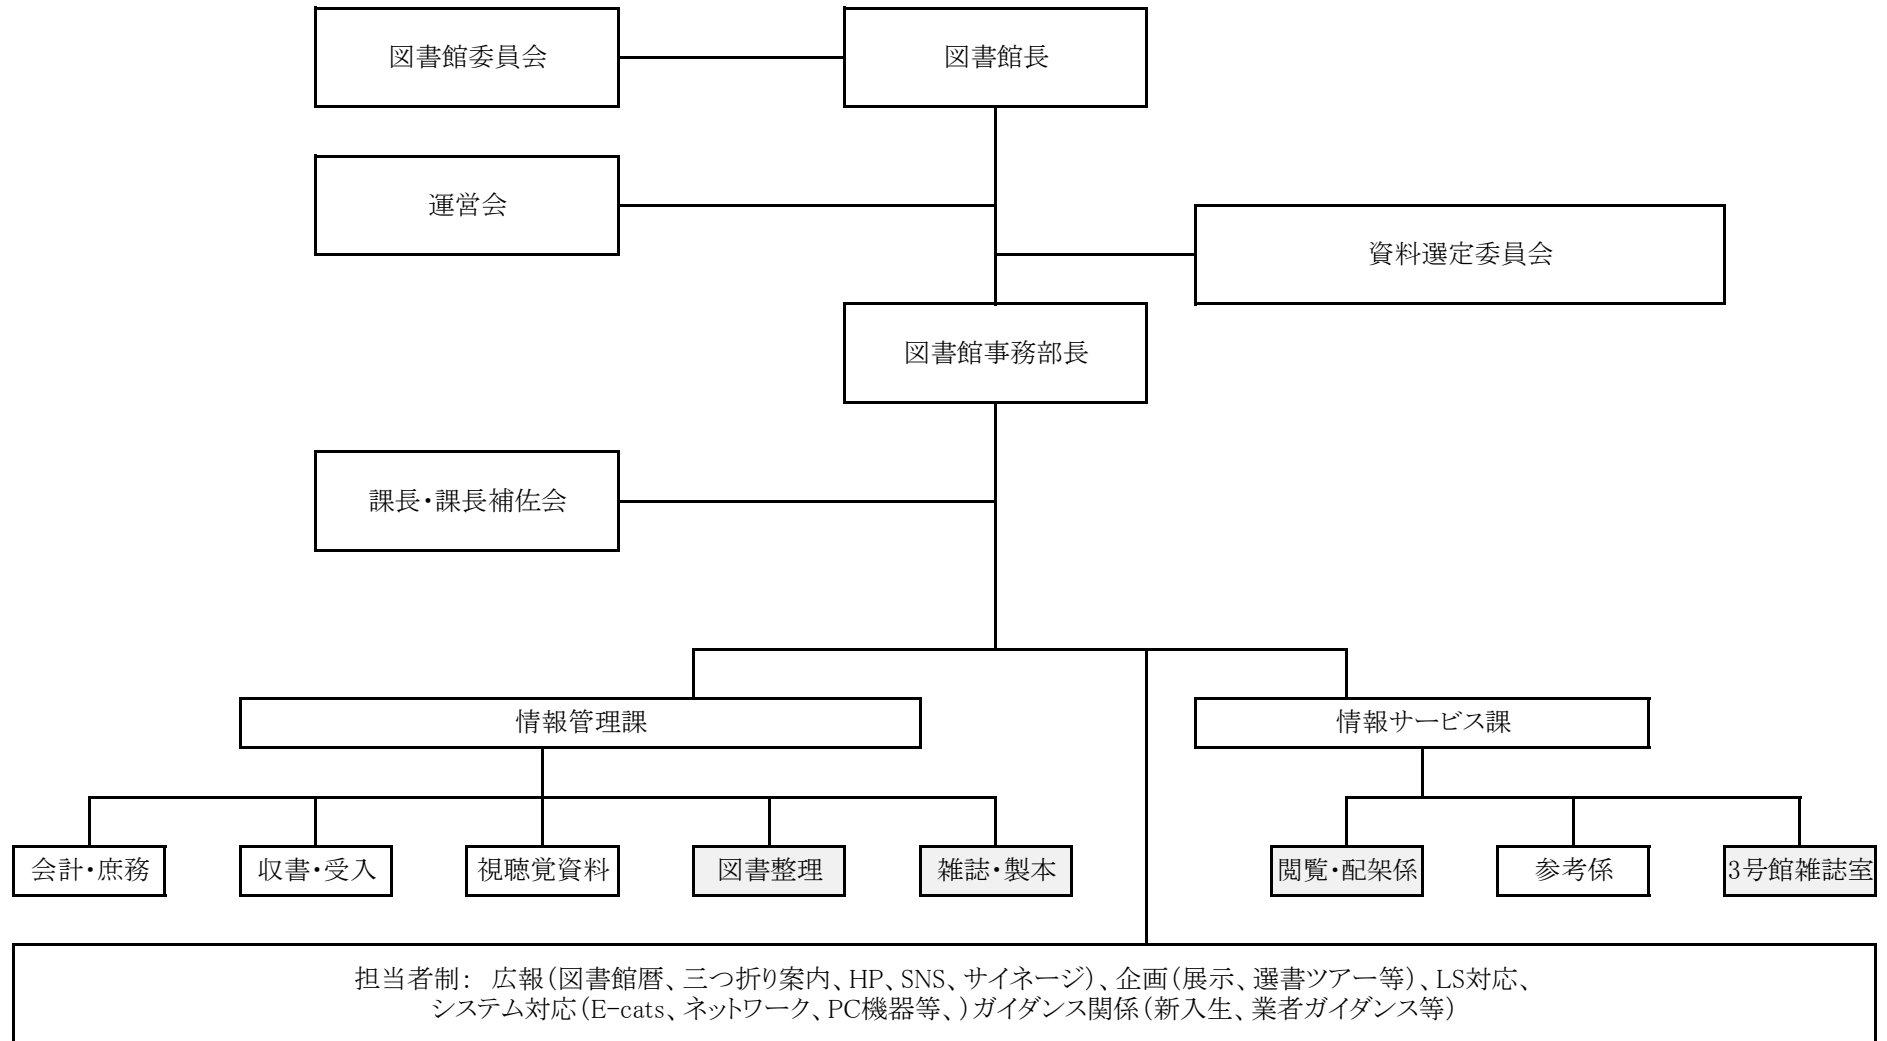 図書館委員会
図書館長
運営会
資料選定委員会
図書館事務部長
課長・課長補佐会
情報管理課
情報サービス課
会計・庶務
収書・受入
視聴覚資料
図書整理
雑誌・製本
閲覧・配架係
参考係
3号館雑誌室
担当者制： 広報（図書館暦、三つ折り案内、HP、SNS、サイネージ）、企画（展示、選書ツアー等）、LS対応、
システム対応（E-cats、ネットワーク、PC機器等、）ガイダンス関係（新入生、業者ガイダンス等）